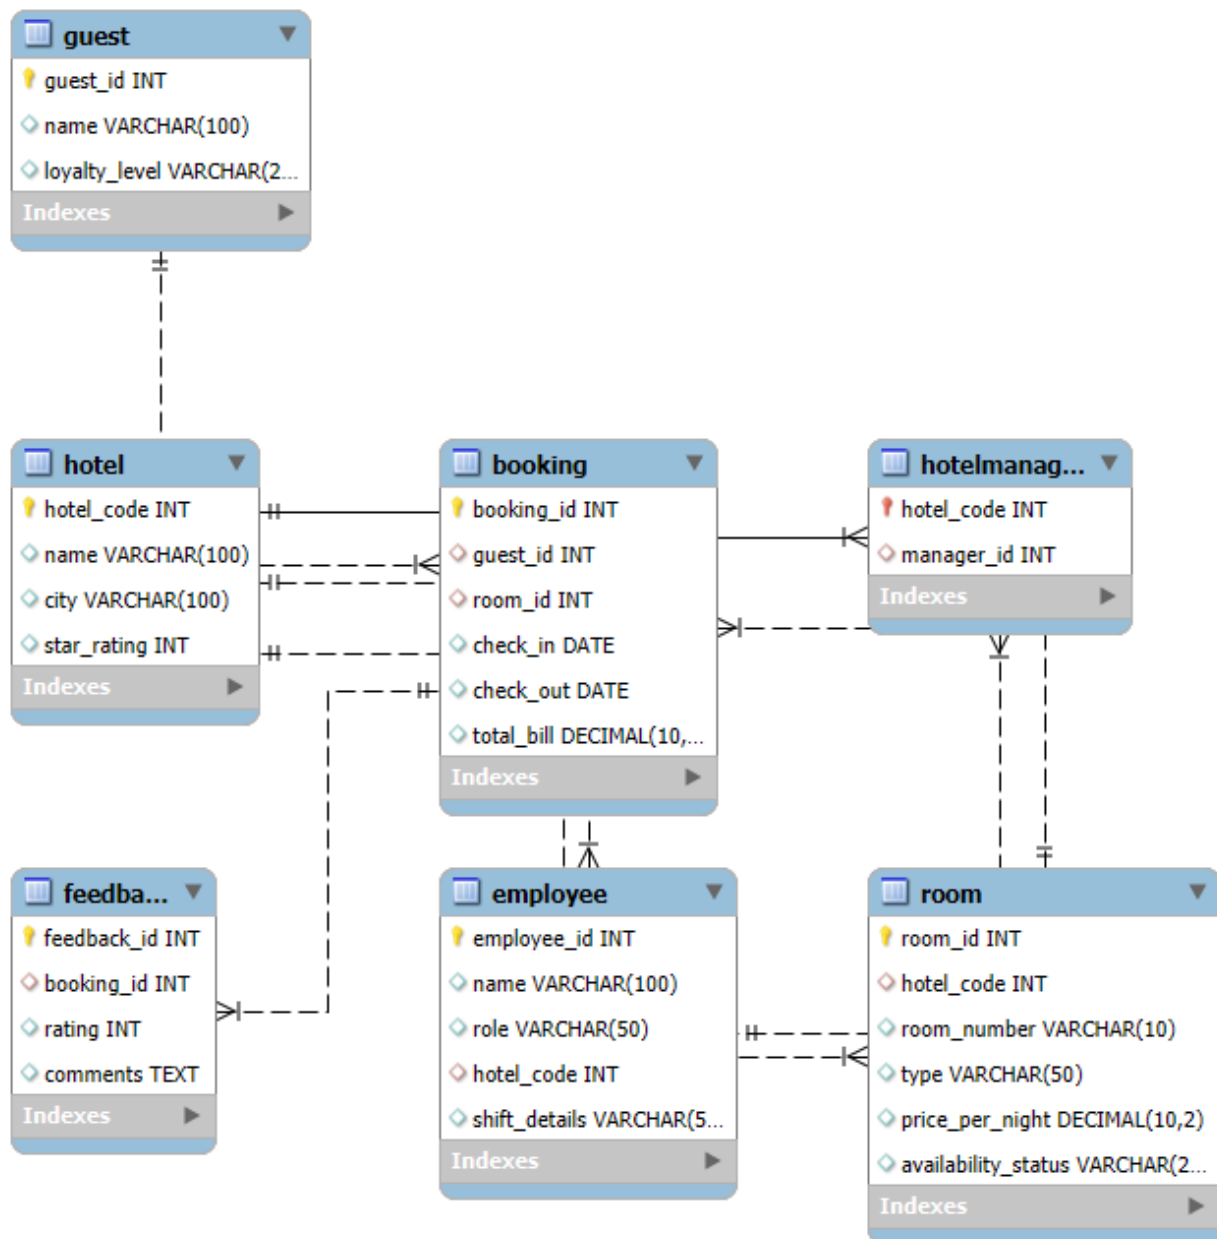 guest
guest_id INT
name VARCHAR(100)
loyalty_level VARCHAR(2...
Indexes
hotel
hotel_code INT
name VARCHAR(100)
city VARCHAR(100)
star_rating INT
Indexes
booking
booking_id INT
guest_id INT
room_id INT
check_in DATE
check_out DATE
total_bill DECIMAL(10,...
Indexes
hotelmanag...
hotel_code INT
manager_id INT
Indexes
feedba...
feedback_id INT
booking_id INT
rating INT
comments TEXT
Indexes
employee
employee_id INT
name VARCHAR(100)
role VARCHAR(50)
hotel_code INT
shift_details VARCHAR(5...
Indexes
room
room_id INT
hotel_code INT
room_number VARCHAR(10)
type VARCHAR(50)
price_per_night DECIMAL(10,2)
availability_status VARCHAR(2...
Indexes